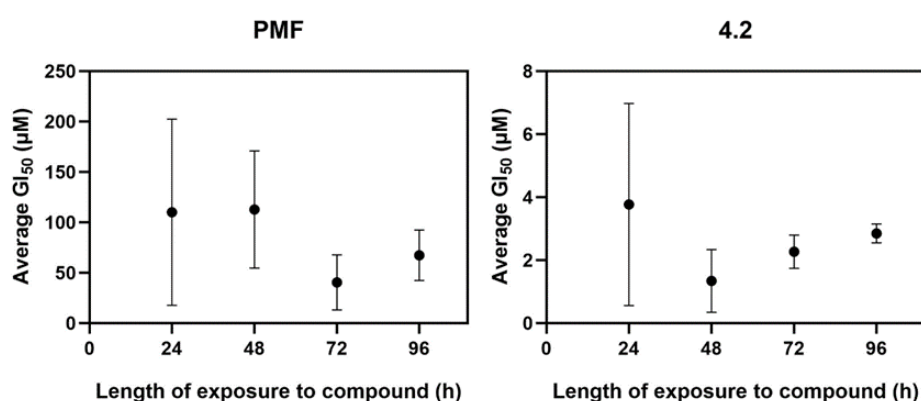 PMF
Average GI50 (µM)
250
200
150
100
50
0
0 24 48 72 96
Length of exposure to compound (h)
4.2
Average GI50 (µM)
8
6
4
2
0
0 24 48 72 96
Length of exposure to compound (h)